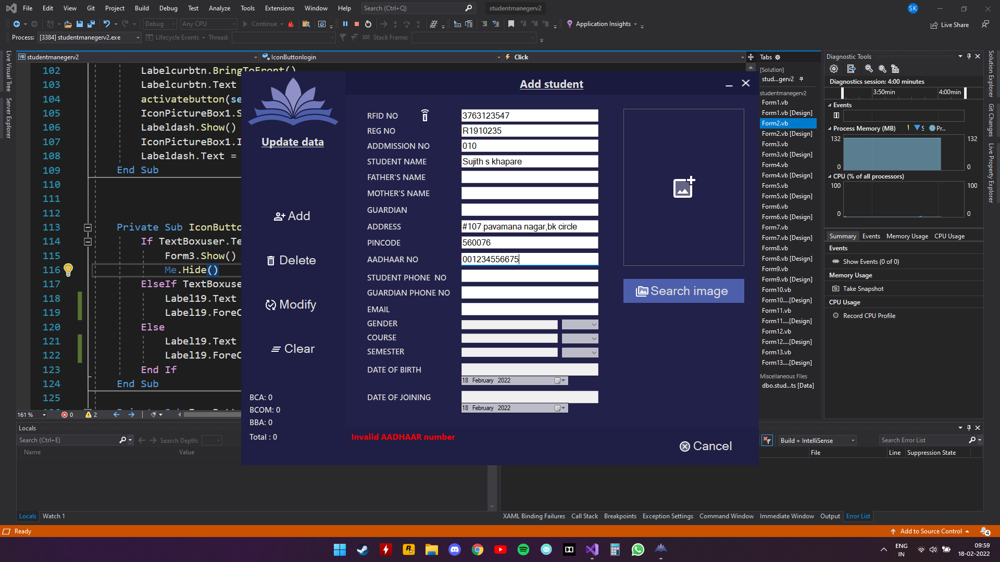 File Edit View Git Project Build Debug Test Analyze Tools Extensions Window Help Search (Ctrl+Q) studentmanegerv2 SK
Debug Any CPU Continue Application Insights Live Share
Process: [3384] studentmanegerv2.exe Lifecycle Events Thread: Stack Frame:
Live Visual Tree
Server Explorer
VB studentmanegerv2 IconButtonlogin Click
102 Labelcurbtn.BringToFront()
103 Labelcurbtn.Text
104 activatebutton(se
105 IconPictureBox1.S
106 Labeldash.Show()
107 IconPictureBox1.I
108 Labeldash.Text =
109 End Sub
110
111
112
113 Private Sub IconButto
114 If TextBoxuser.Te
115 Form3.Show()
116 Me.Hide()
117 ElseIf TextBoxuse
118 Label19.Text
119 Label19.ForeC
120 Else
121 Label19.Text
122 Label19.ForeC
123 End If
124 End Sub
125
161 % 0 2
Update data
Add
Delete
Modify
Clear
BCA: 0
BCOM: 0
BBA: 0
Total : 0
Add student
RFID NO 3763123547
REG NO R1910235
ADDMISSION NO 010
STUDENT NAME Sujith s khapare
FATHER'S NAME
MOTHER'S NAME
GUARDIAN
ADDRESS #107 pavamana nagar,bk circle
PINCODE 560076
AADHAAR NO 001234556675
STUDENT PHONE NO
GUARDIAN PHONE NO
EMAIL
GENDER
COURSE
SEMESTER
DATE OF BIRTH
18 February 2022
DATE OF JOINING
18 February 2022
Search image
Invalid AADHAAR number
Cancel
Tabs
[Solution]
stud...gerv2
studentmanegerv2
Form1.vb
Form1.vb [Design]
Form2.vb
Form2.vb [Design]
Form3.vb
Form3.vb [Design]
Form4.vb
Form4.vb [Design]
Form5.vb
Form5.vb [Design]
Form6.vb
Form6.vb [Design]
Form7.vb
Form7.vb [Design]
Form8.vb
Form8.vb [Design]
Form9.vb
Form9.vb [Design]
Form10.vb
Form10....[Design]
Form11.vb
Form11....[Design]
Form12.vb
Form12....[Design]
Form13.vb
Form13....[Design]
Miscellaneous Files
dbo.stud...ts [Data]
Diagnostic Tools
Diagnostics session: 4:00 minutes
3:50min 4:00min
Events
Process Memory (MB) S Pr...
132 132
0 0
CPU (% of all processors)
100 100
0 0
Summary Events Memory Usage CPU Usage
Events
Show Events (0 of 0)
Memory Usage
Take Snapshot
CPU Usage
Record CPU Profile
Solution Explorer
Git Changes
Live Property Explorer
Locals
Search (Ctrl+E) Search Depth:
Name Value
Locals Watch 1
Build + IntelliSense Search Error List
File Line Suppression State
XAML Binding Failures Call Stack Breakpoints Exception Settings Command Window Immediate Window Output Error List
Ready Add to Source Control 4
ENG
IN
09:59
18-02-2022